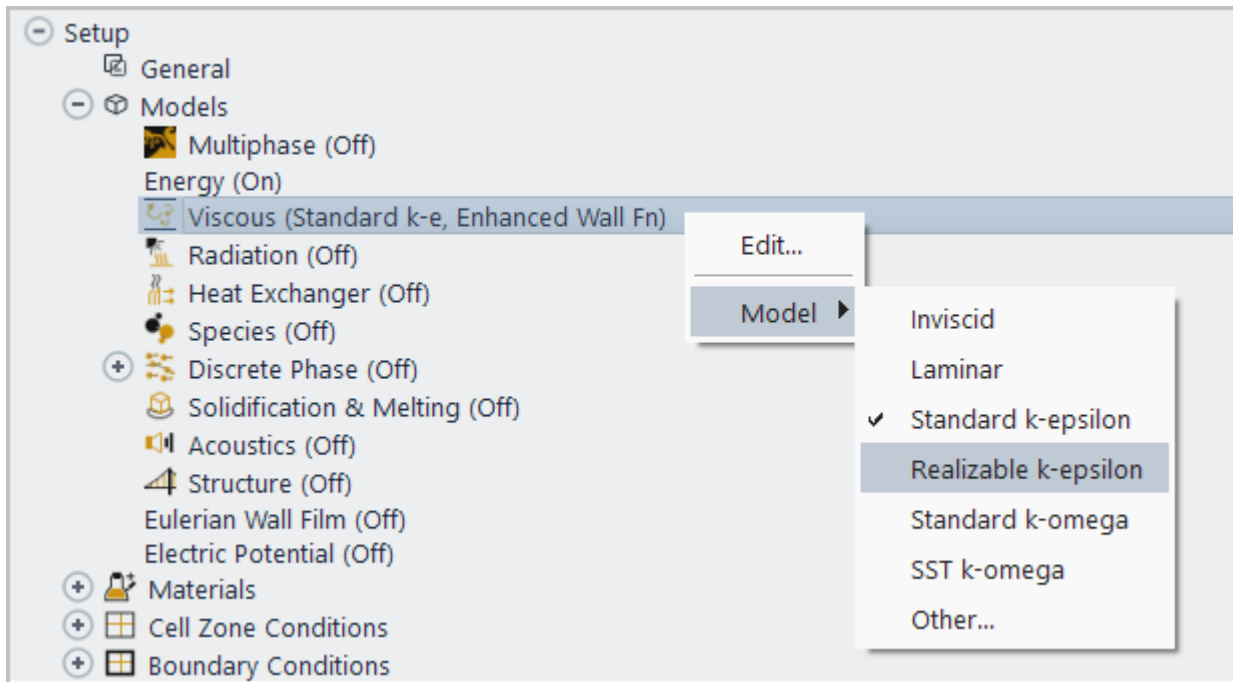 Setup
General
Models
Multiphase (Off)
Energy (On)
Viscous (Standard k-e, Enhanced Wall Fn)
Radiation (Off)
Heat Exchanger (Off)
Species (Off)
Discrete Phase (Off)
Solidification & Melting (Off)
Acoustics (Off)
Structure (Off)
Eulerian Wall Film (Off)
Electric Potential (Off)
Materials
Cell Zone Conditions
Boundary Conditions
Edit...
Model
Inviscid
Laminar
Standard k-epsilon
Realizable k-epsilon
Standard k-omega
SST k-omega
Other...